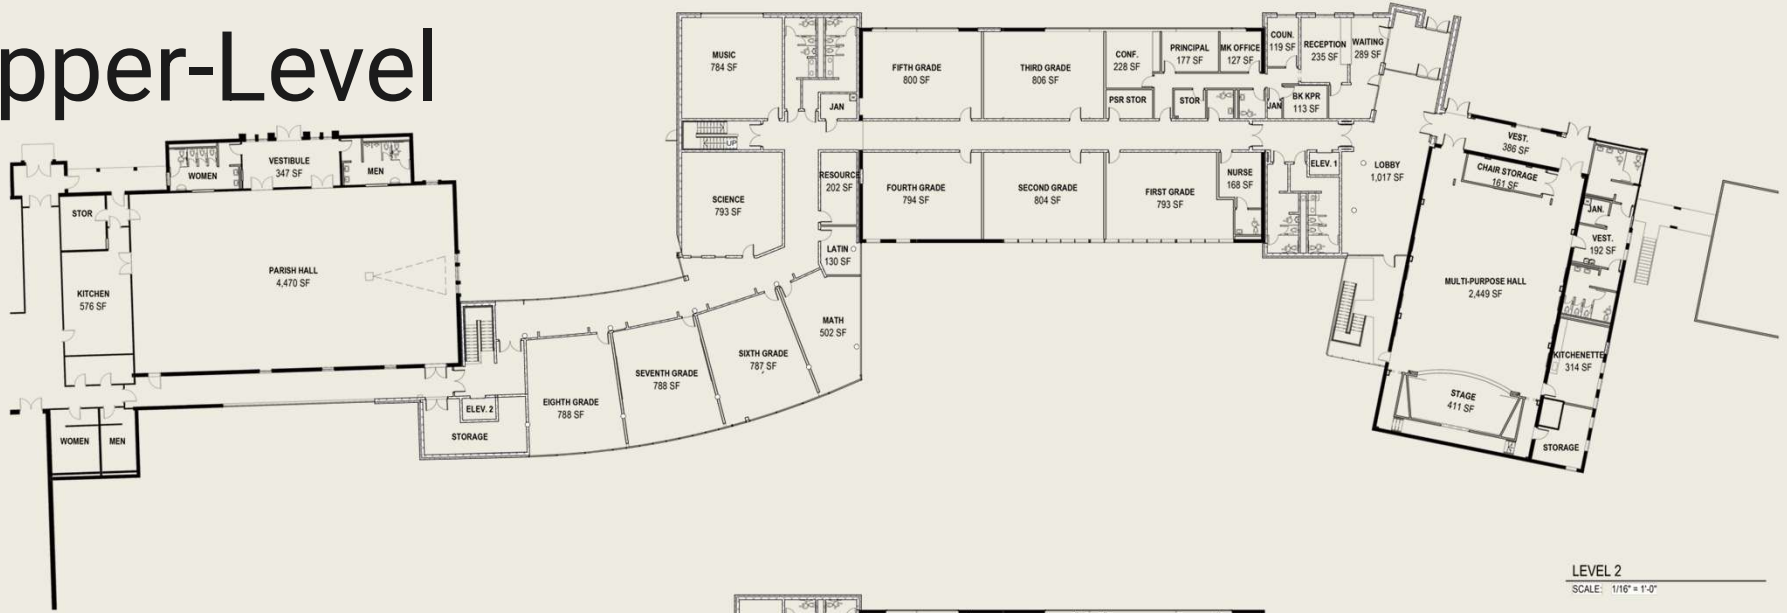 pper-Level
MUSIC
784 SF
JAN
FIFTH GRADE
800 SF
THIRD GRADE
806 SF
CONF.
228 SF
PSR STOR
PRINCIPAL
177 SF
STOR
MK OFFICE
127 SF
COUN.
119 SF
RECEPTION
235 SF
WAITING
289 SF
JAN
BK KPR
113 SF
UP
SCIENCE
793 SF
RESOURCE
202 SF
LATIN
130 SF
FOURTH GRADE
794 SF
SECOND GRADE
804 SF
FIRST GRADE
793 SF
NURSE
168 SF
ELEV. 1
LOBBY
1,017 SF
VEST.
386 SF
CHAIR STORAGE
161 SF
JAN.
VEST.
192 SF
MULTI-PURPOSE HALL
2,449 SF
KITCHENETTE
314 SF
STAGE
411 SF
STORAGE
WOMEN
VESTIBULE
347 SF
MEN
STOR
KITCHEN
576 SF
PARISH HALL
4,470 SF
MATH
502 SF
SIXTH GRADE
787 SF
SEVENTH GRADE
788 SF
EIGHTH GRADE
788 SF
ELEV. 2
STORAGE
WOMEN
MEN
LEVEL 2
SCALE: 1/16" = 1'-0"